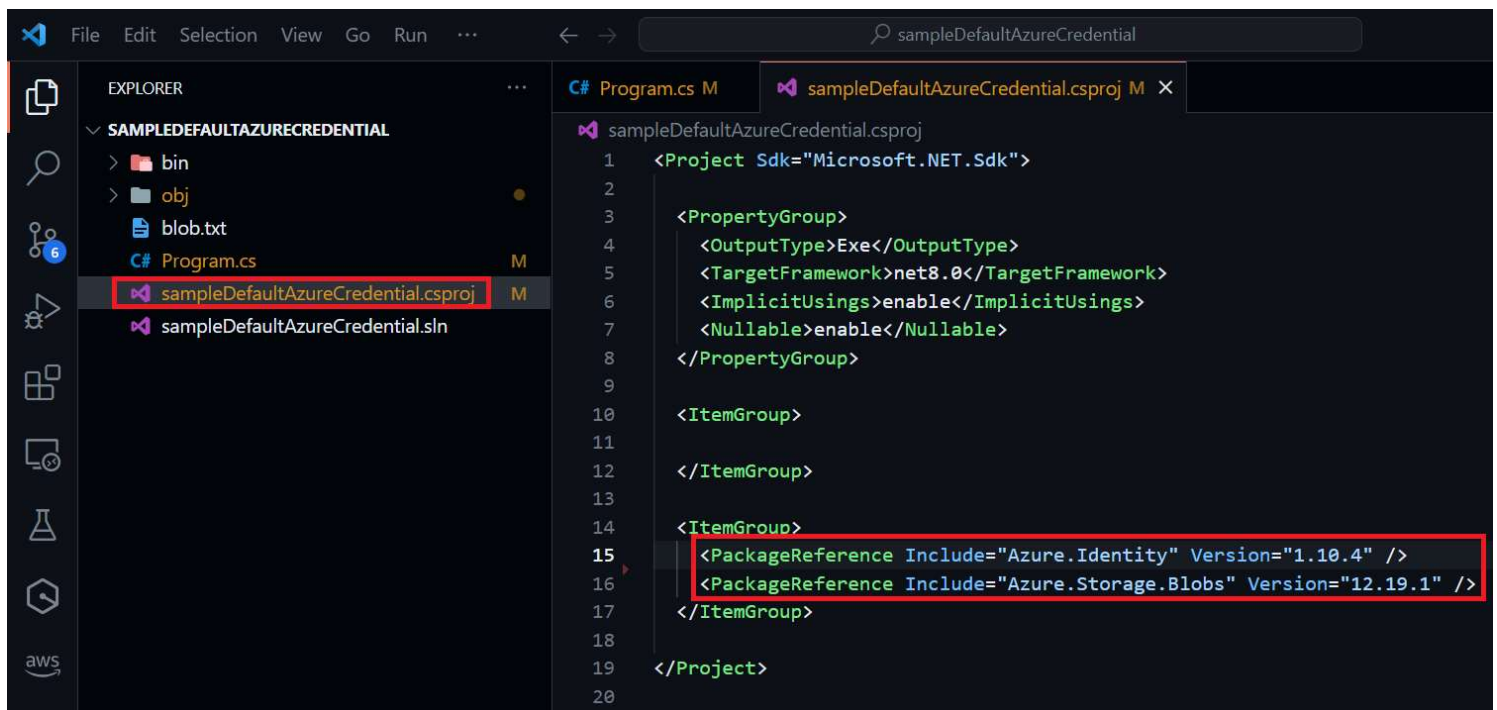 File Edit Selection View Go Run ··· ← → sampleDefaultAzureCredential
EXPLORER ···
SAMPLEDEFAULTAZURECREDENTIAL
bin
obj
blob.txt
C# Program.cs M
sampleDefaultAzureCredential.csproj M
sampleDefaultAzureCredential.sln
6
aws
C# Program.cs M sampleDefaultAzureCredential.csproj M ×
sampleDefaultAzureCredential.csproj
1 <Project Sdk="Microsoft.NET.Sdk">
2
3 <PropertyGroup>
4 <OutputType>Exe</OutputType>
5 <TargetFramework>net8.0</TargetFramework>
6 <ImplicitUsings>enable</ImplicitUsings>
7 <Nullable>enable</Nullable>
8 </PropertyGroup>
9
10 <ItemGroup>
11
12 </ItemGroup>
13
14 <ItemGroup>
15 <PackageReference Include="Azure.Identity" Version="1.10.4" />
16 <PackageReference Include="Azure.Storage.Blobs" Version="12.19.1" />
17 </ItemGroup>
18
19 </Project>
20